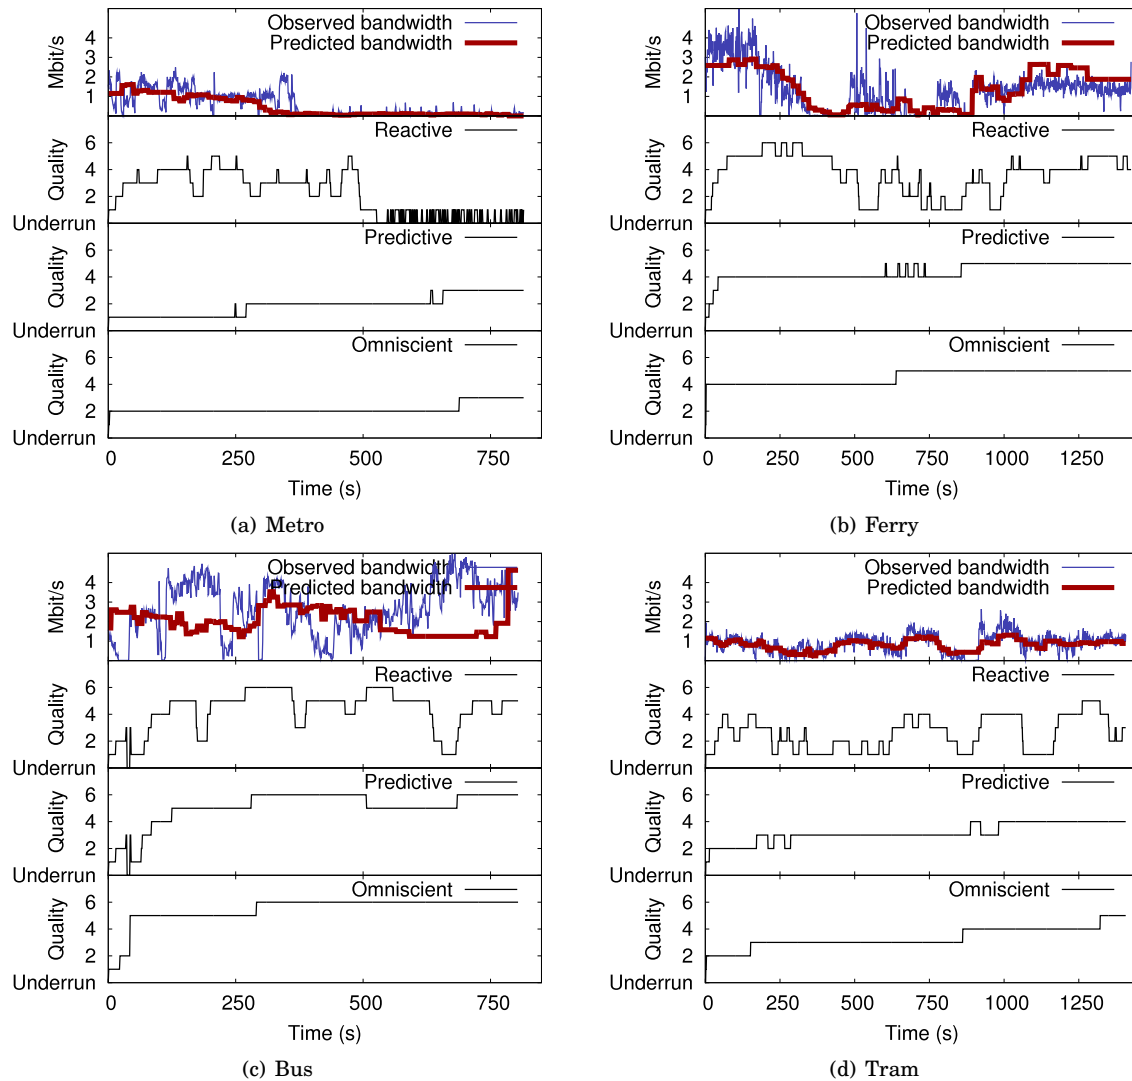 Observed bandwidth
Predicted bandwidth
Mbit/s
4
3
2
1
Reactive
Quality
6
4
2
Underrun
Predictive
Quality
6
4
2
Underrun
Omniscient
Quality
6
4
2
Underrun
0 250 500 750
Time (s)
(a) Metro
Observed bandwidth
Predicted bandwidth
Mbit/s
4
3
2
1
Reactive
Quality
6
4
2
Underrun
Predictive
Quality
6
4
2
Underrun
Omniscient
Quality
6
4
2
Underrun
0 250 500 750 1000 1250
Time (s)
(b) Ferry
Observed bandwidth
Predicted bandwidth
Mbit/s
4
3
2
1
Reactive
Quality
6
4
2
Underrun
Predictive
Quality
6
4
2
Underrun
Omniscient
Quality
6
4
2
Underrun
0 250 500 750
Time (s)
(c) Bus
Observed bandwidth
Predicted bandwidth
Mbit/s
4
3
2
1
Reactive
Quality
6
4
2
Underrun
Predictive
Quality
6
4
2
Underrun
Omniscient
Quality
6
4
2
Underrun
0 250 500 750 1000 1250
Time (s)
(d) Tram